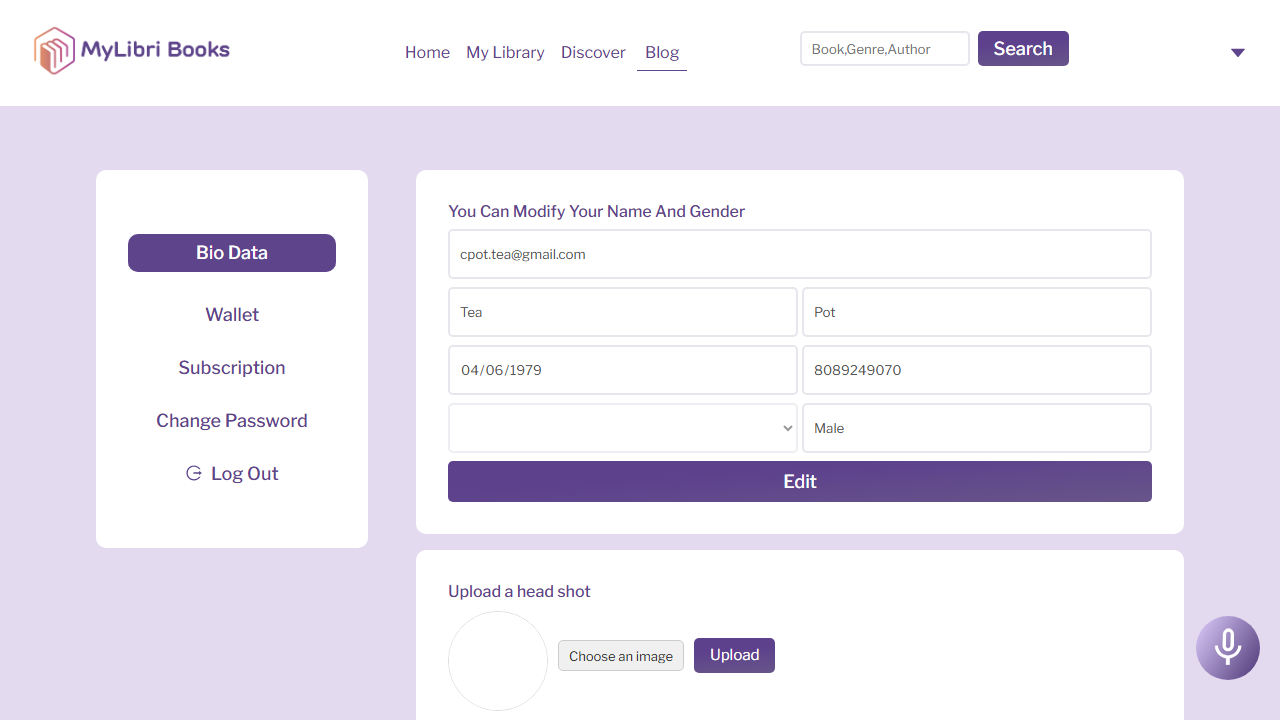 MyLibri Books
Home My Library Discover Blog
Book,Genre,Author
Search
Bio Data
Wallet
Subscription
Change Password
Log Out
You Can Modify Your Name And Gender
cpot.tea@gmail.com
Tea
Pot
04/06/1979
8089249070
Male
Edit
Upload a head shot
Choose an image
Upload